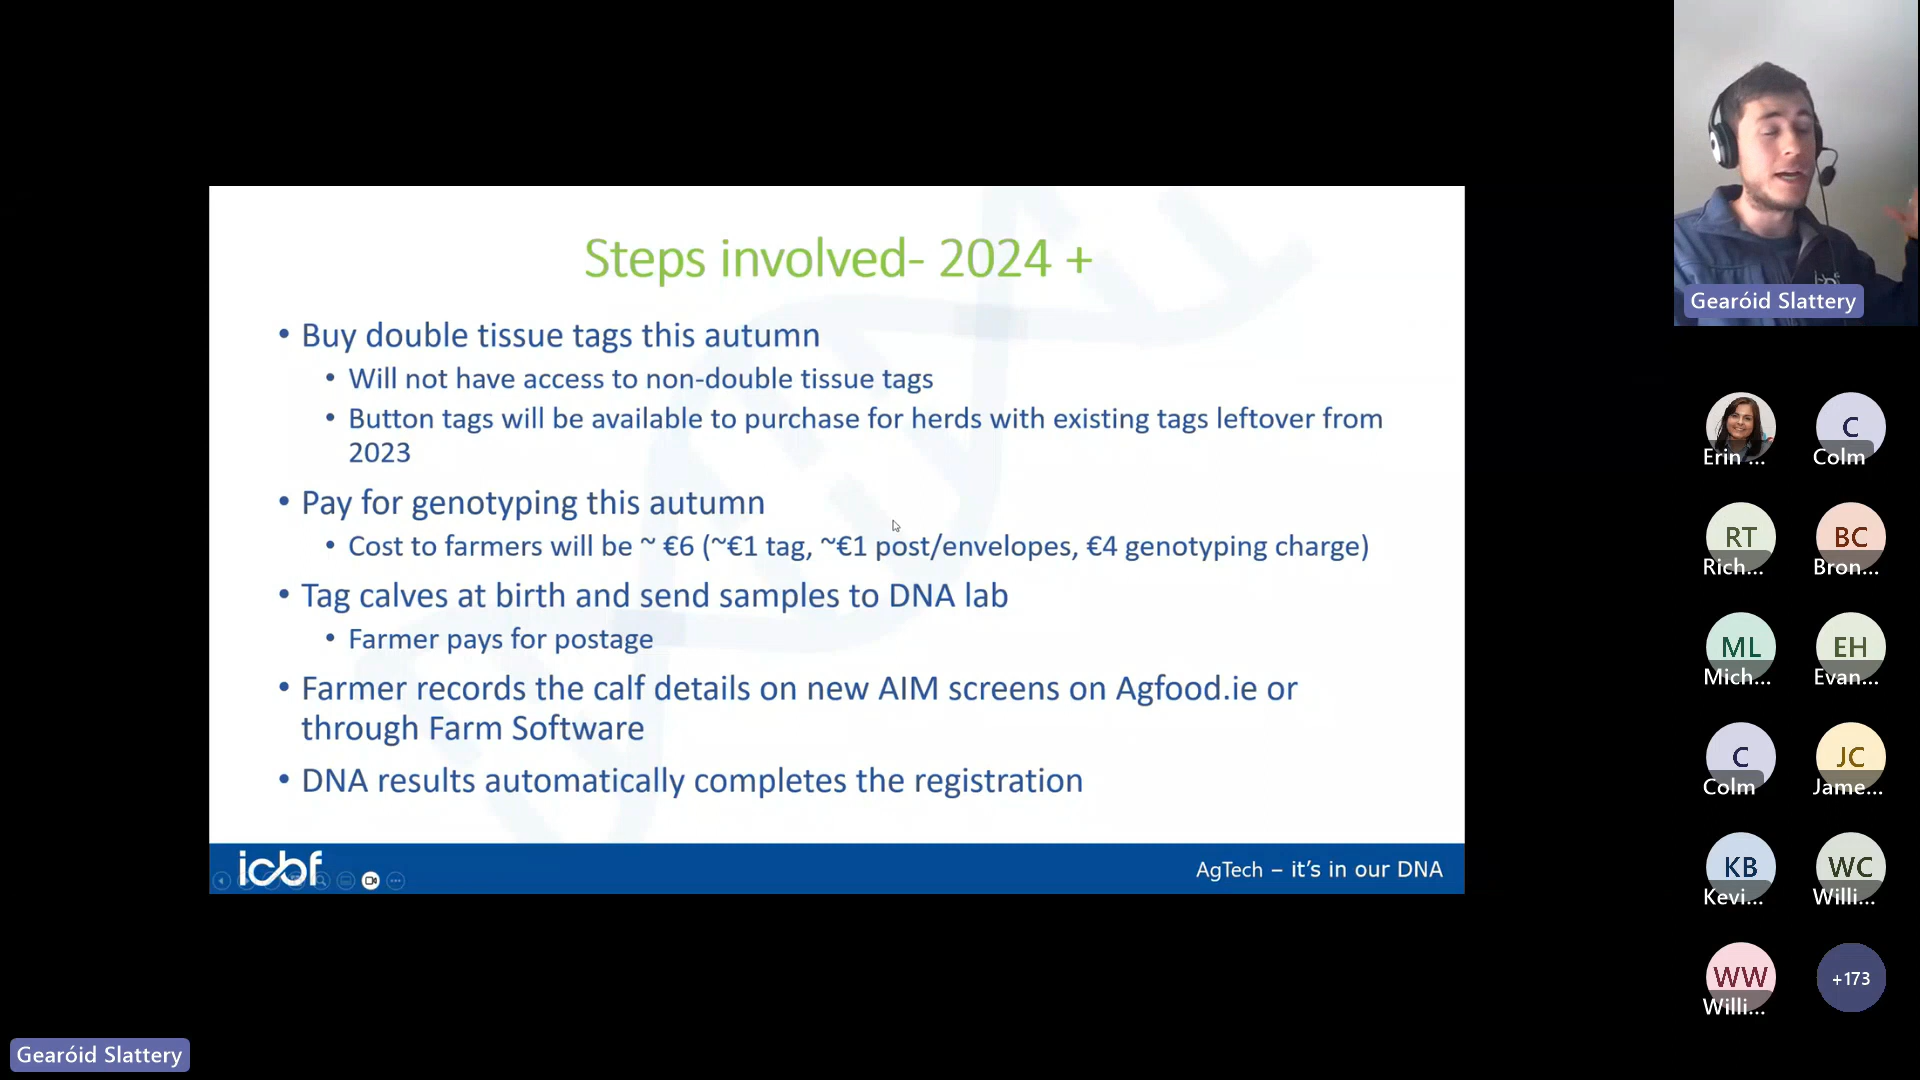 Steps involved- 2024 +
• Buy double tissue tags this autumn
• Will not have access to non-double tissue tags
• Button tags will be available to purchase for herds with existing tags leftover from
2023
• Pay for genotyping this autumn
• Cost to farmers will be ~ €6 (~€1 tag, ~€1 post/envelopes, €4 genotyping charge)
• Tag calves at birth and send samples to DNA lab
• Farmer pays for postage
• Farmer records the calf details on new AIM screens on Agfood.ie or
through Farm Software
• DNA results automatically completes the registration
icbf
AgTech – it's in our DNA
Gearóid Slattery
Erin ...
C
Colm
RT
Rich...
BC
Bron...
ML
Mich...
EH
Evan...
C
Colm
JC
Jame...
KB
Kevi...
WC
Willi...
WW
Willi...
+173
Gearóid Slattery